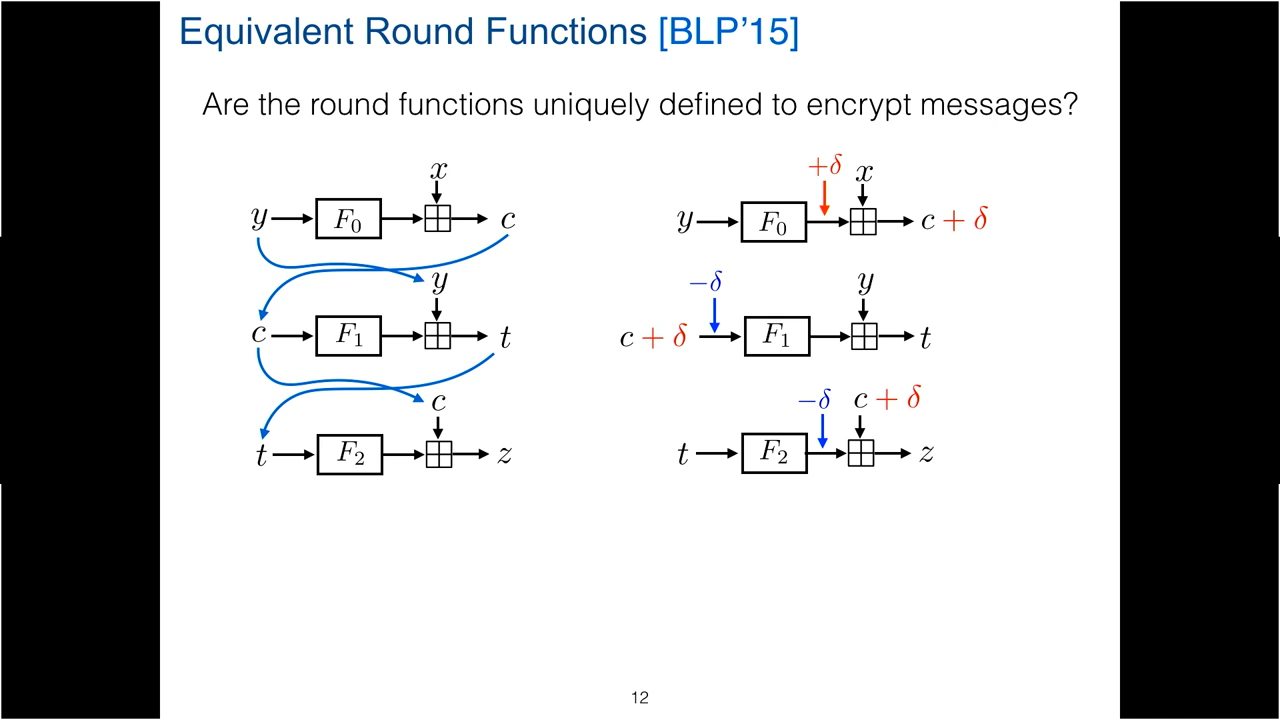 Equivalent Round Functions [BLP'15]
Are the round functions uniquely defined to encrypt messages?
x
y F₀ c
y
c F₁ t
c
t F₂ z
+δ x
y F₀ c + δ
−δ y
c + δ F₁ t
−δ c + δ
t F₂ z
12